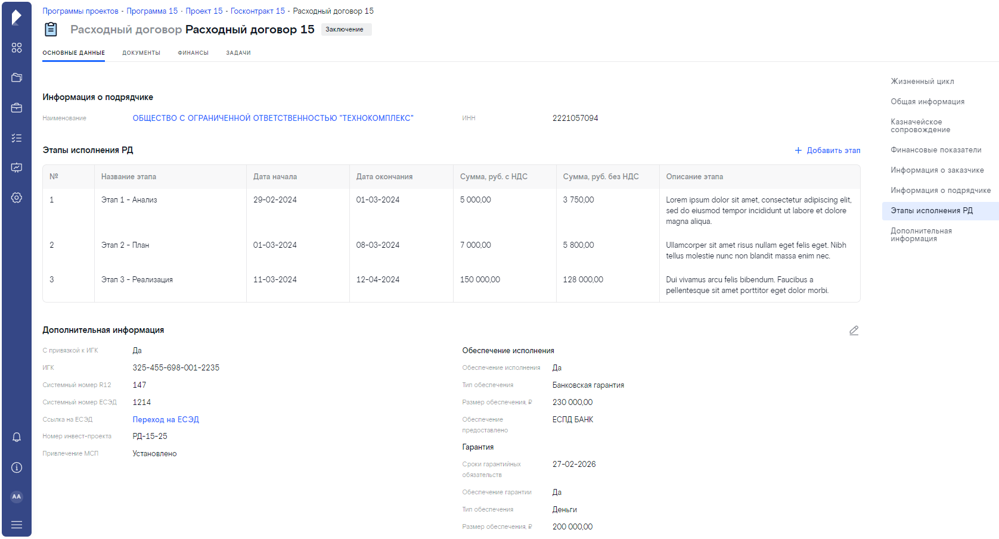 Программы проектов • Программа 15 • Проект 15 • Госконтракт 15 • Расходный договор 15
Расходный договор Расходный договор 15 Заключение
ОСНОВНЫЕ ДАННЫЕ ДОКУМЕНТЫ ФИНАНСЫ ЗАДАЧИ
Информация о подрядчике
Наименование ОБЩЕСТВО С ОГРАНИЧЕННОЙ ОТВЕТСТВЕННОСТЬЮ "ТЕХНОКОМПЛЕКС" ИНН 2221057094
Этапы исполнения РД + Добавить этап
№ Название этапа Дата начала Дата окончания Сумма, руб. с НДС Сумма, руб. без НДС Описание этапа
1 Этап 1 - Анализ 29-02-2024 01-03-2024 5 000,00 3 750,00 Lorem ipsum dolor sit amet, consectetur adipiscing elit,
sed do eiusmod tempor incididunt ut labore et dolore
magna aliqua.
2 Этап 2 - План 01-03-2024 08-03-2024 7 000,00 5 800,00 Ullamcorper sit amet risus nullam eget felis eget. Nibh
tellus molestie nunc non blandit massa enim nec.
3 Этап 3 - Реализация 11-03-2024 12-04-2024 150 000,00 128 000,00 Dui vivamus arcu felis bibendum. Faucibus a
pellentesque sit amet porttitor eget dolor morbi.
Дополнительная информация
С привязкой к ИГК Да
ИГК 325-455-698-001-2235
Системный номер R12 147
Системный номер ЕСЭД 1214
Ссылка на ЕСЭД Переход на ЕСЭД
Номер инвест-проекта РД-15-25
Привлечение МСП Установлено
Обеспечение исполнения
Обеспечение исполнения Да
Тип обеспечения Банковская гарантия
Размер обеспечения, ₽ 230 000,00
Обеспечение ЕСПД БАНК
предоставлено
Гарантия
Сроки гарантийных 27-02-2026
обязательств
Обеспечение гарантии Да
Тип обеспечения Деньги
Размер обеспечения, ₽ 200 000,00
Жизненный цикл
Общая информация
Казначейское
сопровождение
Финансовые показатели
Информация о заказчике
Информация о подрядчике
Этапы исполнения РД
Дополнительная
информация
AA